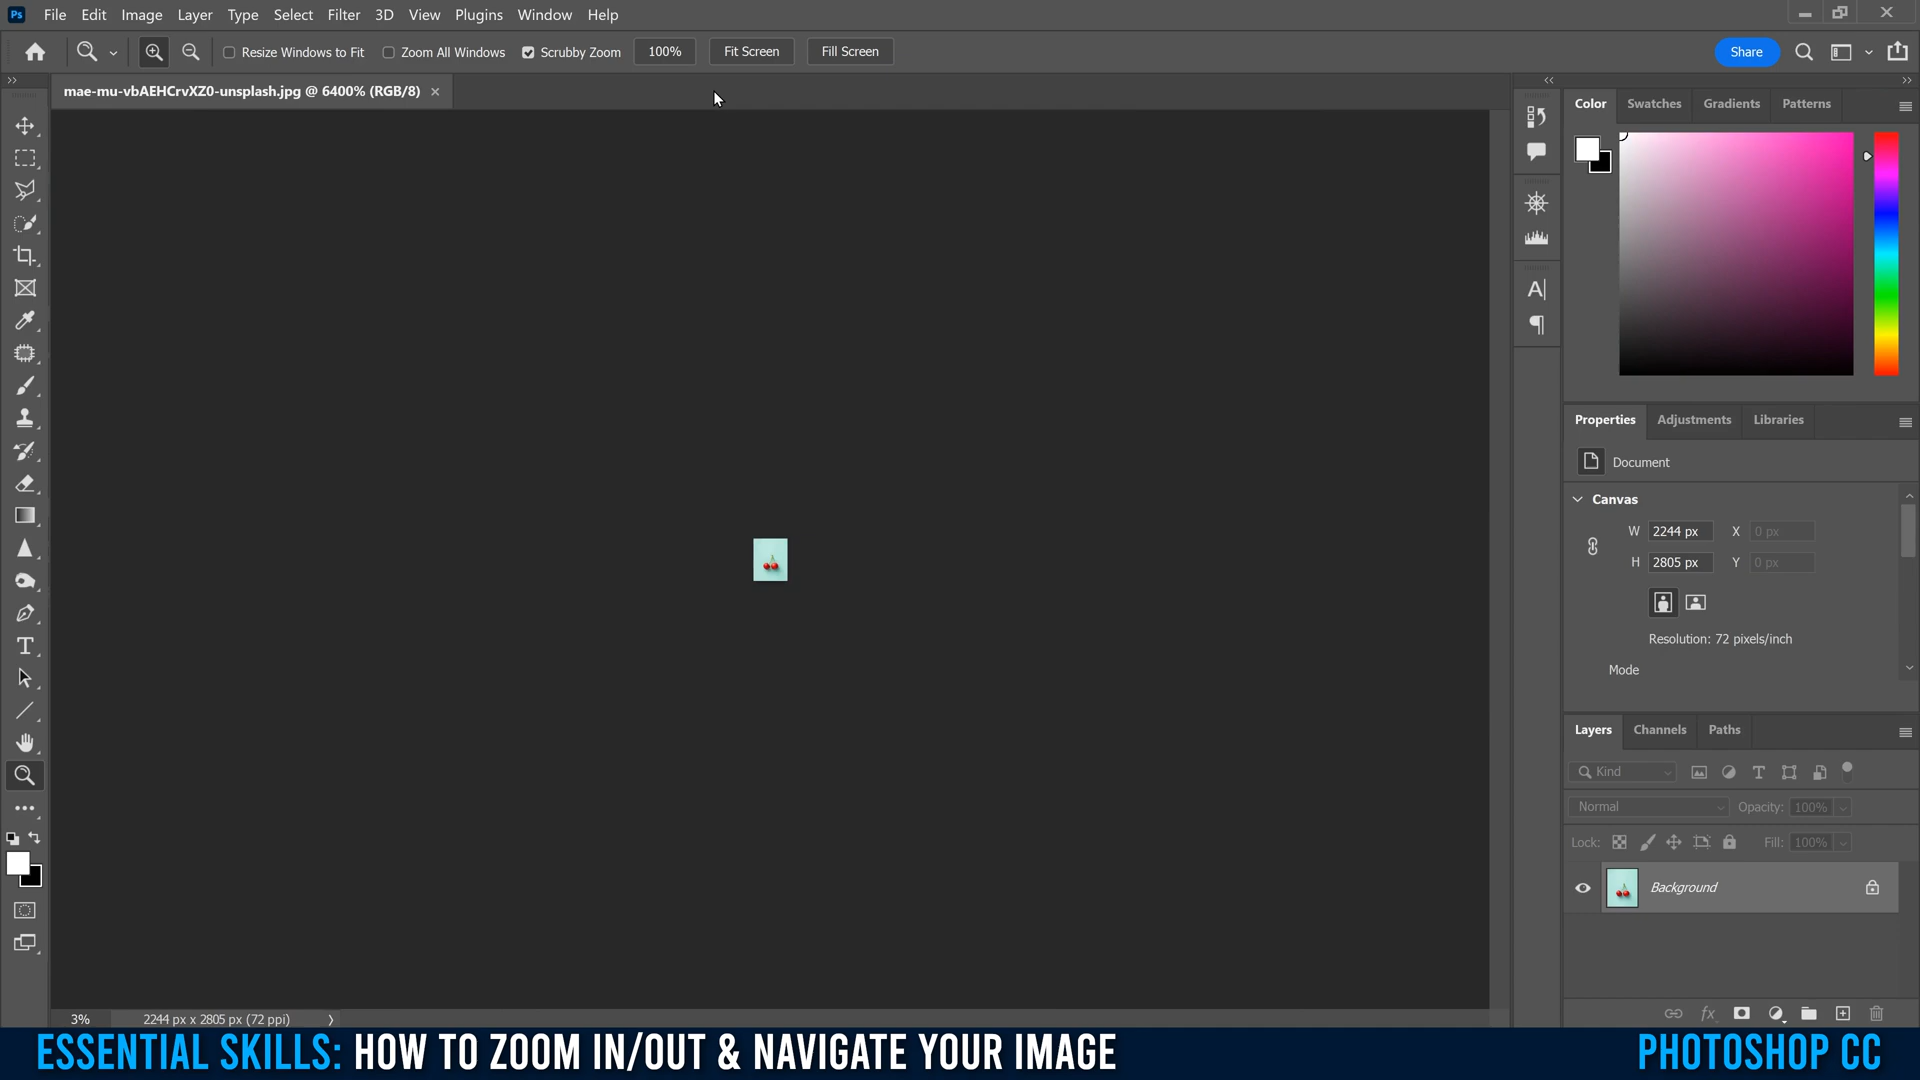 Ps File Edit Image Layer Type Select Filter 3D View Plugins Window Help
Resize Windows to Fit Zoom All Windows Scrubby Zoom 100% Fit Screen Fill Screen Share
mae-mu-vbAEHCrvXZ0-unsplash.jpg @ 6400% (RGB/8)
Color Swatches Gradients Patterns
Properties Adjustments Libraries
Document
Canvas
W 2244 px X 0 px
H 2805 px Y 0 px
Resolution: 72 pixels/inch
Mode
Layers Channels Paths
Kind
Normal Opacity: 100%
Lock: Fill: 100%
Background
3% 2244 px x 2805 px (72 ppi)
ESSENTIAL SKILLS: HOW TO ZOOM IN/OUT & NAVIGATE YOUR IMAGE PHOTOSHOP CC